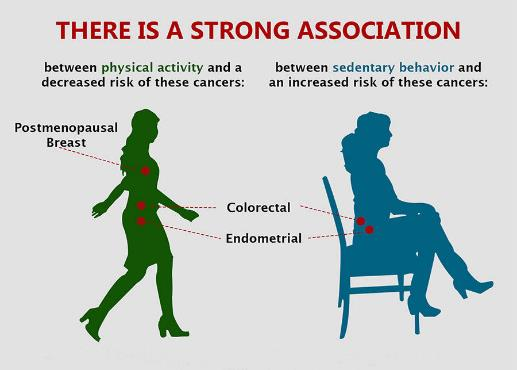 THERE IS A STRONG ASSOCIATION
between physical activity and a
decreased risk of these cancers:
between sedentary behavior and
an increased risk of these cancers:
Postmenopausal
Breast
Colorectal
Endometrial